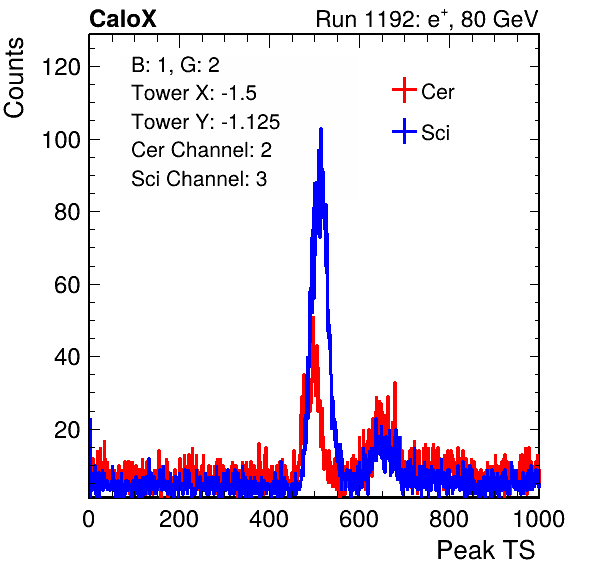 CaloX Run 1192: e⁺, 80 GeV
Counts
B: 1, G: 2
Tower X: -1.5
Tower Y: -1.125
Cer Channel: 2
Sci Channel: 3
Cer
Sci
120
100
80
60
40
20
0 200 400 600 800 1000
Peak TS